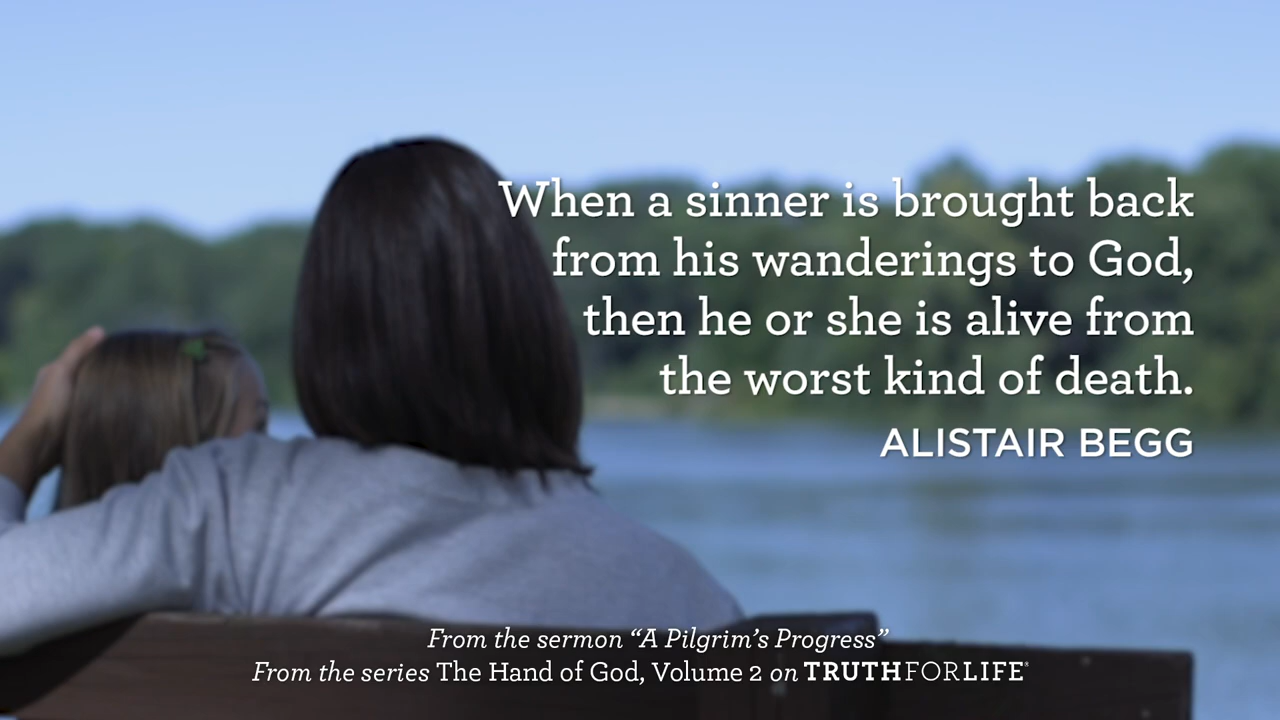 When a sinner is brought back
from his wanderings to God,
then he or she is alive from
the worst kind of death.
ALISTAIR BEGG
From the sermon “A Pilgrim’s Progress”
From the series The Hand of God, Volume 2 on TRUTHFORLIFE®